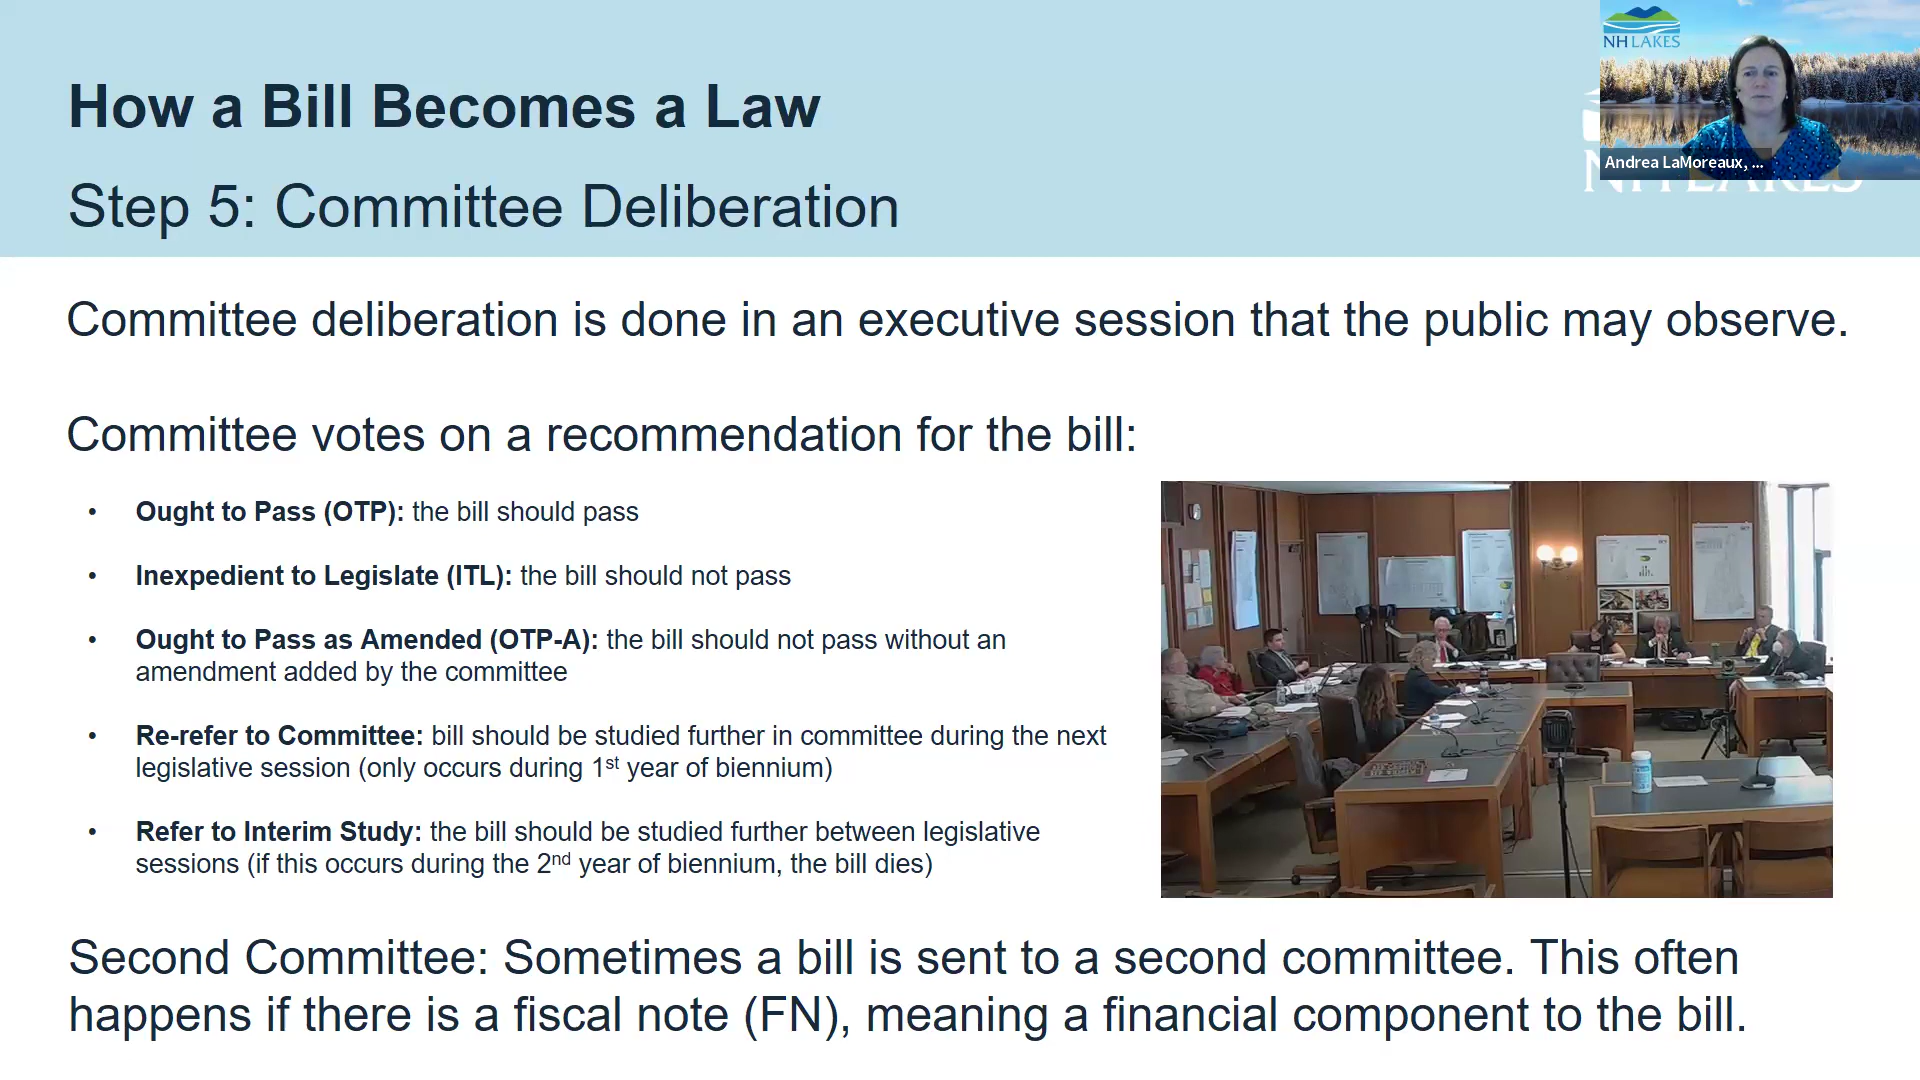 How a Bill Becomes a Law
Step 5: Committee Deliberation
NH LAKES
Andrea LaMoreaux, ...
NH LAKES
Committee deliberation is done in an executive session that the public may observe.
Committee votes on a recommendation for the bill:
• Ought to Pass (OTP): the bill should pass
• Inexpedient to Legislate (ITL): the bill should not pass
• Ought to Pass as Amended (OTP-A): the bill should not pass without an
amendment added by the committee
• Re-refer to Committee: bill should be studied further in committee during the next
legislative session (only occurs during 1st year of biennium)
• Refer to Interim Study: the bill should be studied further between legislative
sessions (if this occurs during the 2nd year of biennium, the bill dies)
Second Committee: Sometimes a bill is sent to a second committee. This often
happens if there is a fiscal note (FN), meaning a financial component to the bill.